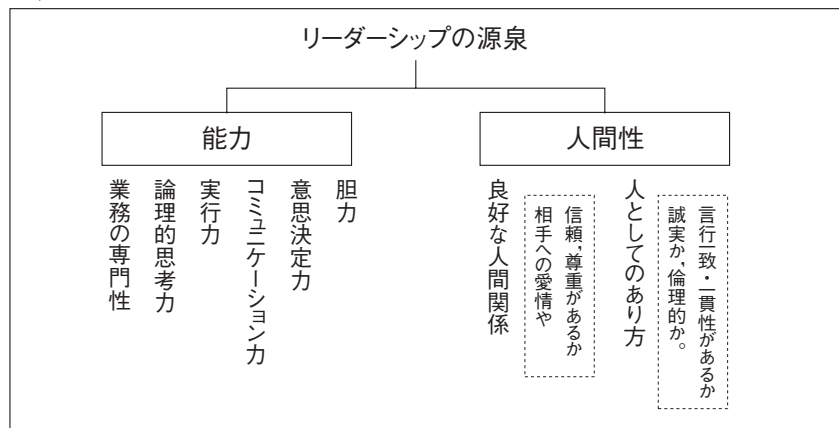 リーダーシップの源泉
能力
業務の専門性
論理的思考力
実行力
コミュニケーション力
意思決定力
胆力
人間性
良好な人間関係
相手への愛情や
信頼，尊重があるか
人としてのあり方
誠実か，倫理的か。
言行一致・一貫性があるか